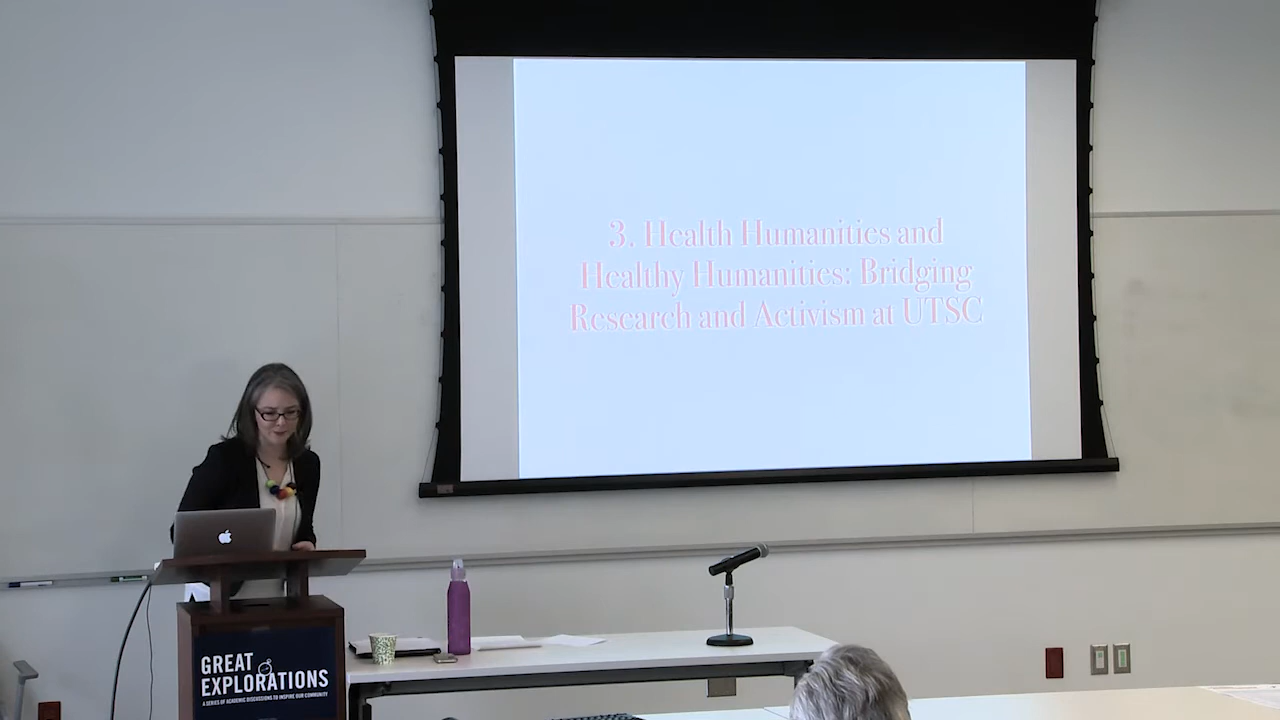 3. Health Humanities and
Healthy Humanities: Bridging
Research and Activism at UTSC
GREAT
EXPLORATIONS
A SERIES OF ACADEMIC DISCUSSIONS TO INSPIRE OUR COMMUNITY